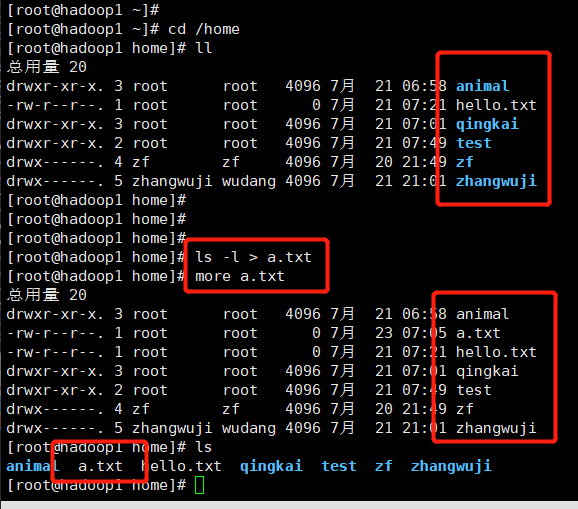 [root@hadoop1 ~]#
[root@hadoop1 ~]# cd /home
[root@hadoop1 home]# ll
总用量 20
drwxr-xr-x. 3 root      root   4096 7月  21 06:58 animal
-rw-r--r--. 1 root      root      0 7月  21 07:21 hello.txt
drwxr-xr-x. 3 root      root   4096 7月  21 07:01 qingkai
drwxr-xr-x. 2 root      root   4096 7月  21 07:49 test
drwx------. 4 zf        zf     4096 7月  20 21:49 zf
drwx------. 5 zhangwuji wudang 4096 7月  21 21:01 zhangwuji
[root@hadoop1 home]#
[root@hadoop1 home]#
[root@hadoop1 home]#
[root@hadoop1 home]# ls -l > a.txt
[root@hadoop1 home]# more a.txt
总用量 20
drwxr-xr-x. 3 root      root   4096 7月  21 06:58 animal
-rw-r--r--. 1 root      root      0 7月  23 07:05 a.txt
-rw-r--r--. 1 root      root      0 7月  21 07:21 hello.txt
drwxr-xr-x. 3 root      root   4096 7月  21 07:01 qingkai
drwxr-xr-x. 2 root      root   4096 7月  21 07:49 test
drwx------. 4 zf        zf     4096 7月  20 21:49 zf
drwx------. 5 zhangwuji wudang 4096 7月  21 21:01 zhangwuji
[root@hadoop1 home]# ls
animal  a.txt  hello.txt  qingkai  test  zf  zhangwuji
[root@hadoop1 home]#